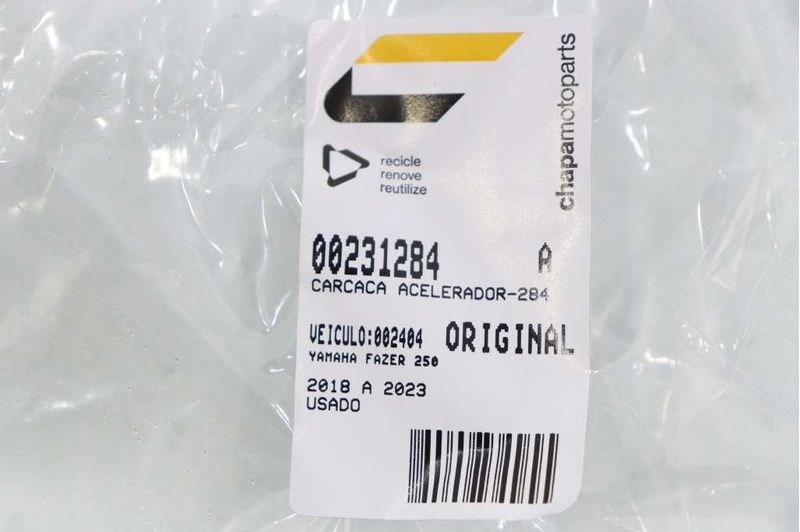 chapamotoparts
recicle
renove
reutilize
00231284 A
CARCACA ACELERADOR-284
VEICULO:002404 ORIGINAL
YAMAHA FAZER 250
2018 A 2023
USADO